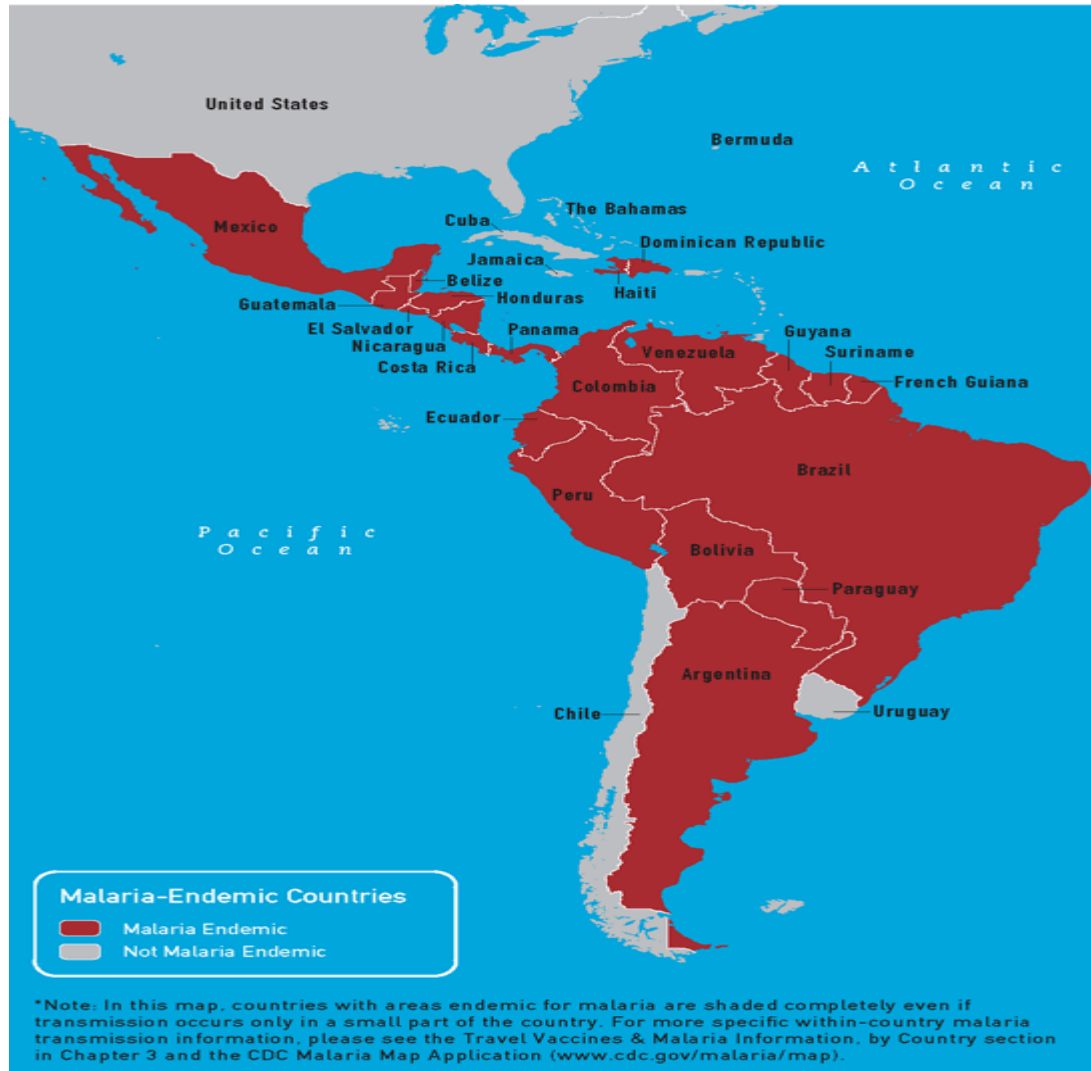 United States
Bermuda
Atlantic
Ocean
The Bahamas
Cuba
Mexico
Dominican Republic
Jamaica
Belize
Haiti
Honduras
Guatemala
El Salvador
Panama
Nicaragua
Costa Rica
Guyana
Venezuela
Suriname
Colombia
French Guiana
Ecuador
Brazil
Peru
Pacific
Ocean
Bolivia
Paraguay
Argentina
Chile
Uruguay
Malaria-Endemic Countries
Malaria Endemic
Not Malaria Endemic
*Note: In this map, countries with areas endemic for malaria are shaded completely even if
transmission occurs only in a small part of the country. For more specific within-country malaria
transmission information, please see the Travel Vaccines & Malaria Information, by Country section
in Chapter 3 and the CDC Malaria Map Application (www.cdc.gov/malaria/map).